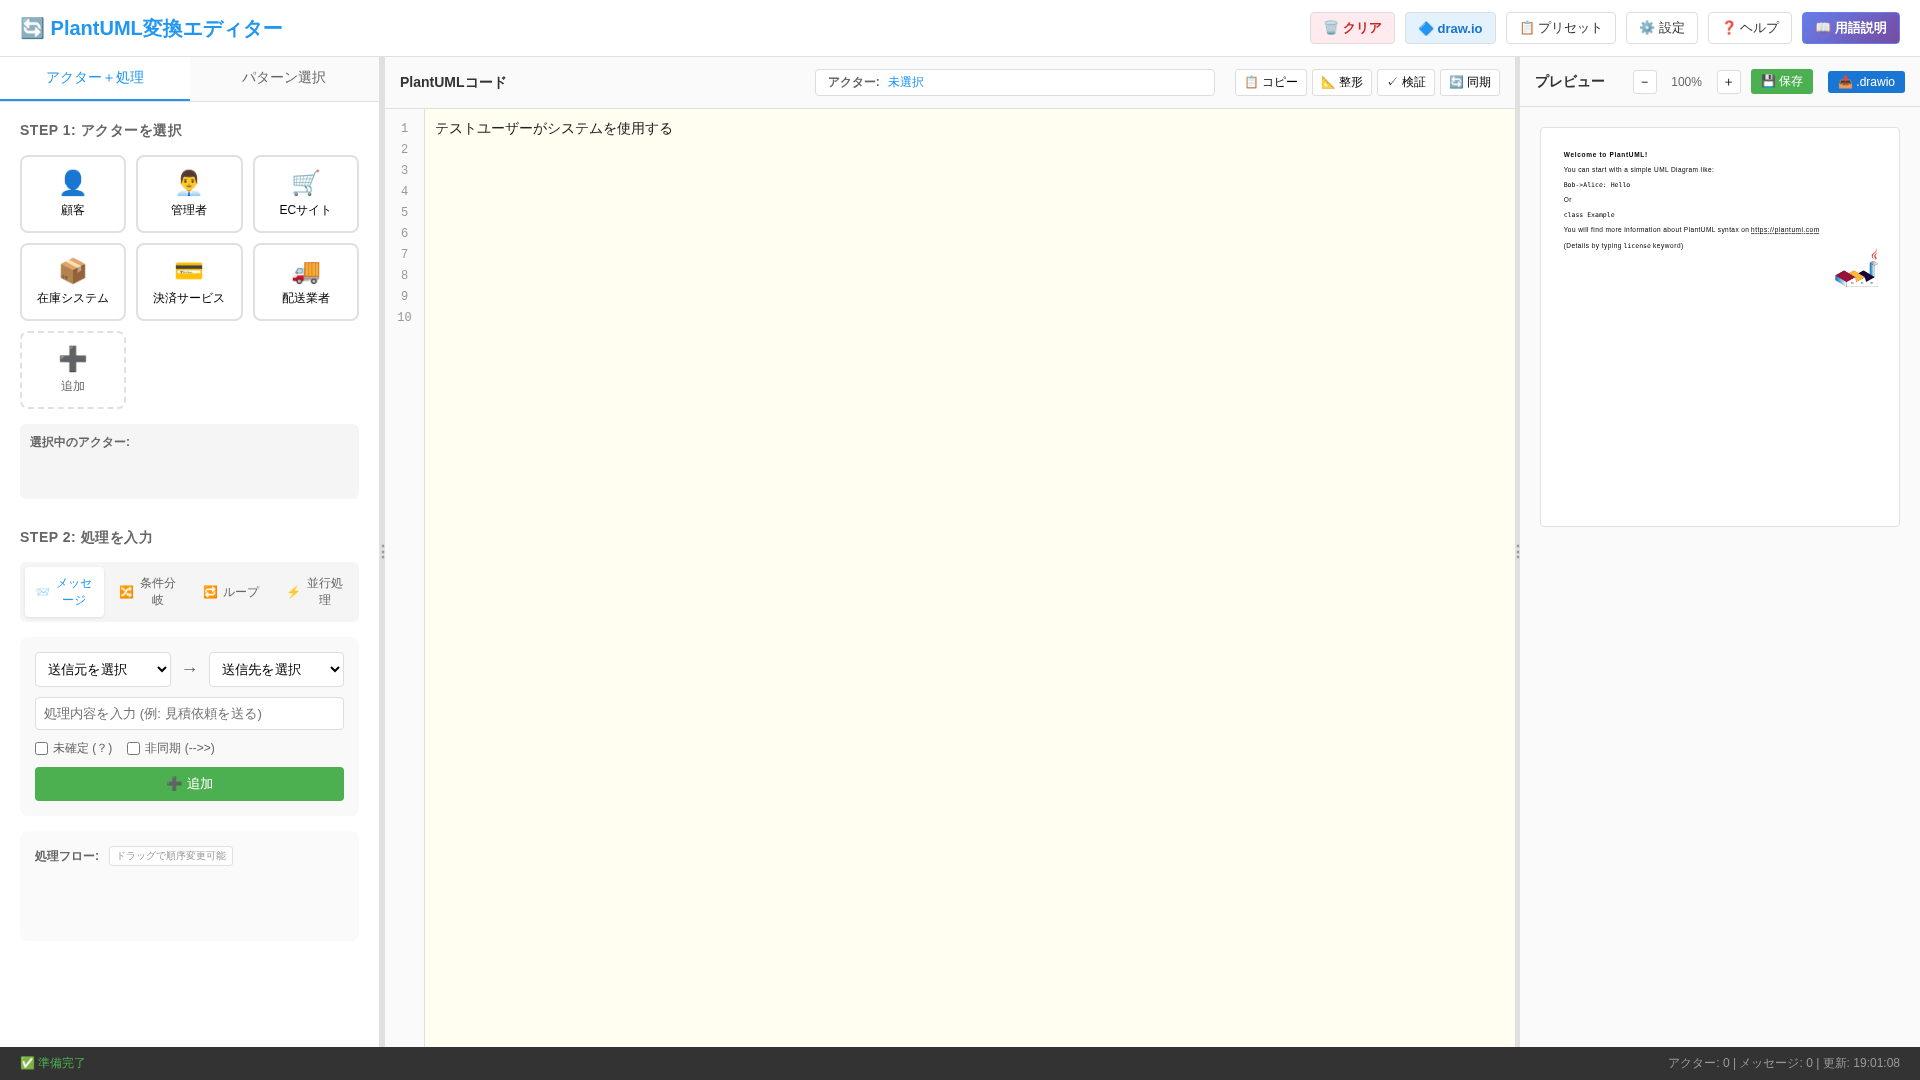 🔄 PlantUML変換エディター
🗑️ クリア
🔷 draw.io
📋 プリセット
⚙️ 設定
❓ ヘルプ
📖 用語説明
アクター＋処理
パターン選択
STEP 1: アクターを選択
顧客
管理者
ECサイト
在庫システム
決済サービス
配送業者
追加
選択中のアクター:
STEP 2: 処理を入力
メッセ
ージ
条件分
岐
ループ
並行処
理
送信元を選択
→
送信先を選択
処理内容を入力 (例: 見積依頼を送る)
未確定 (？)
非同期 (-->>)
➕ 追加
処理フロー:
ドラッグで順序変更可能
PlantUMLコード
アクター: 未選択
📋 コピー
📐 整形
✓ 検証
🔄 同期
1
2
3
4
5
6
7
8
9
10
テストユーザーがシステムを使用する
プレビュー
−
100%
+
💾 保存
📥 .drawio
Welcome to PlantUML!
You can start with a simple UML Diagram like:
Bob->Alice: Hello
Or
class Example
You will find more information about PlantUML syntax on https://plantuml.com
(Details by typing license keyword)
✅ 準備完了
アクター: 0 | メッセージ: 0 | 更新: 19:01:08